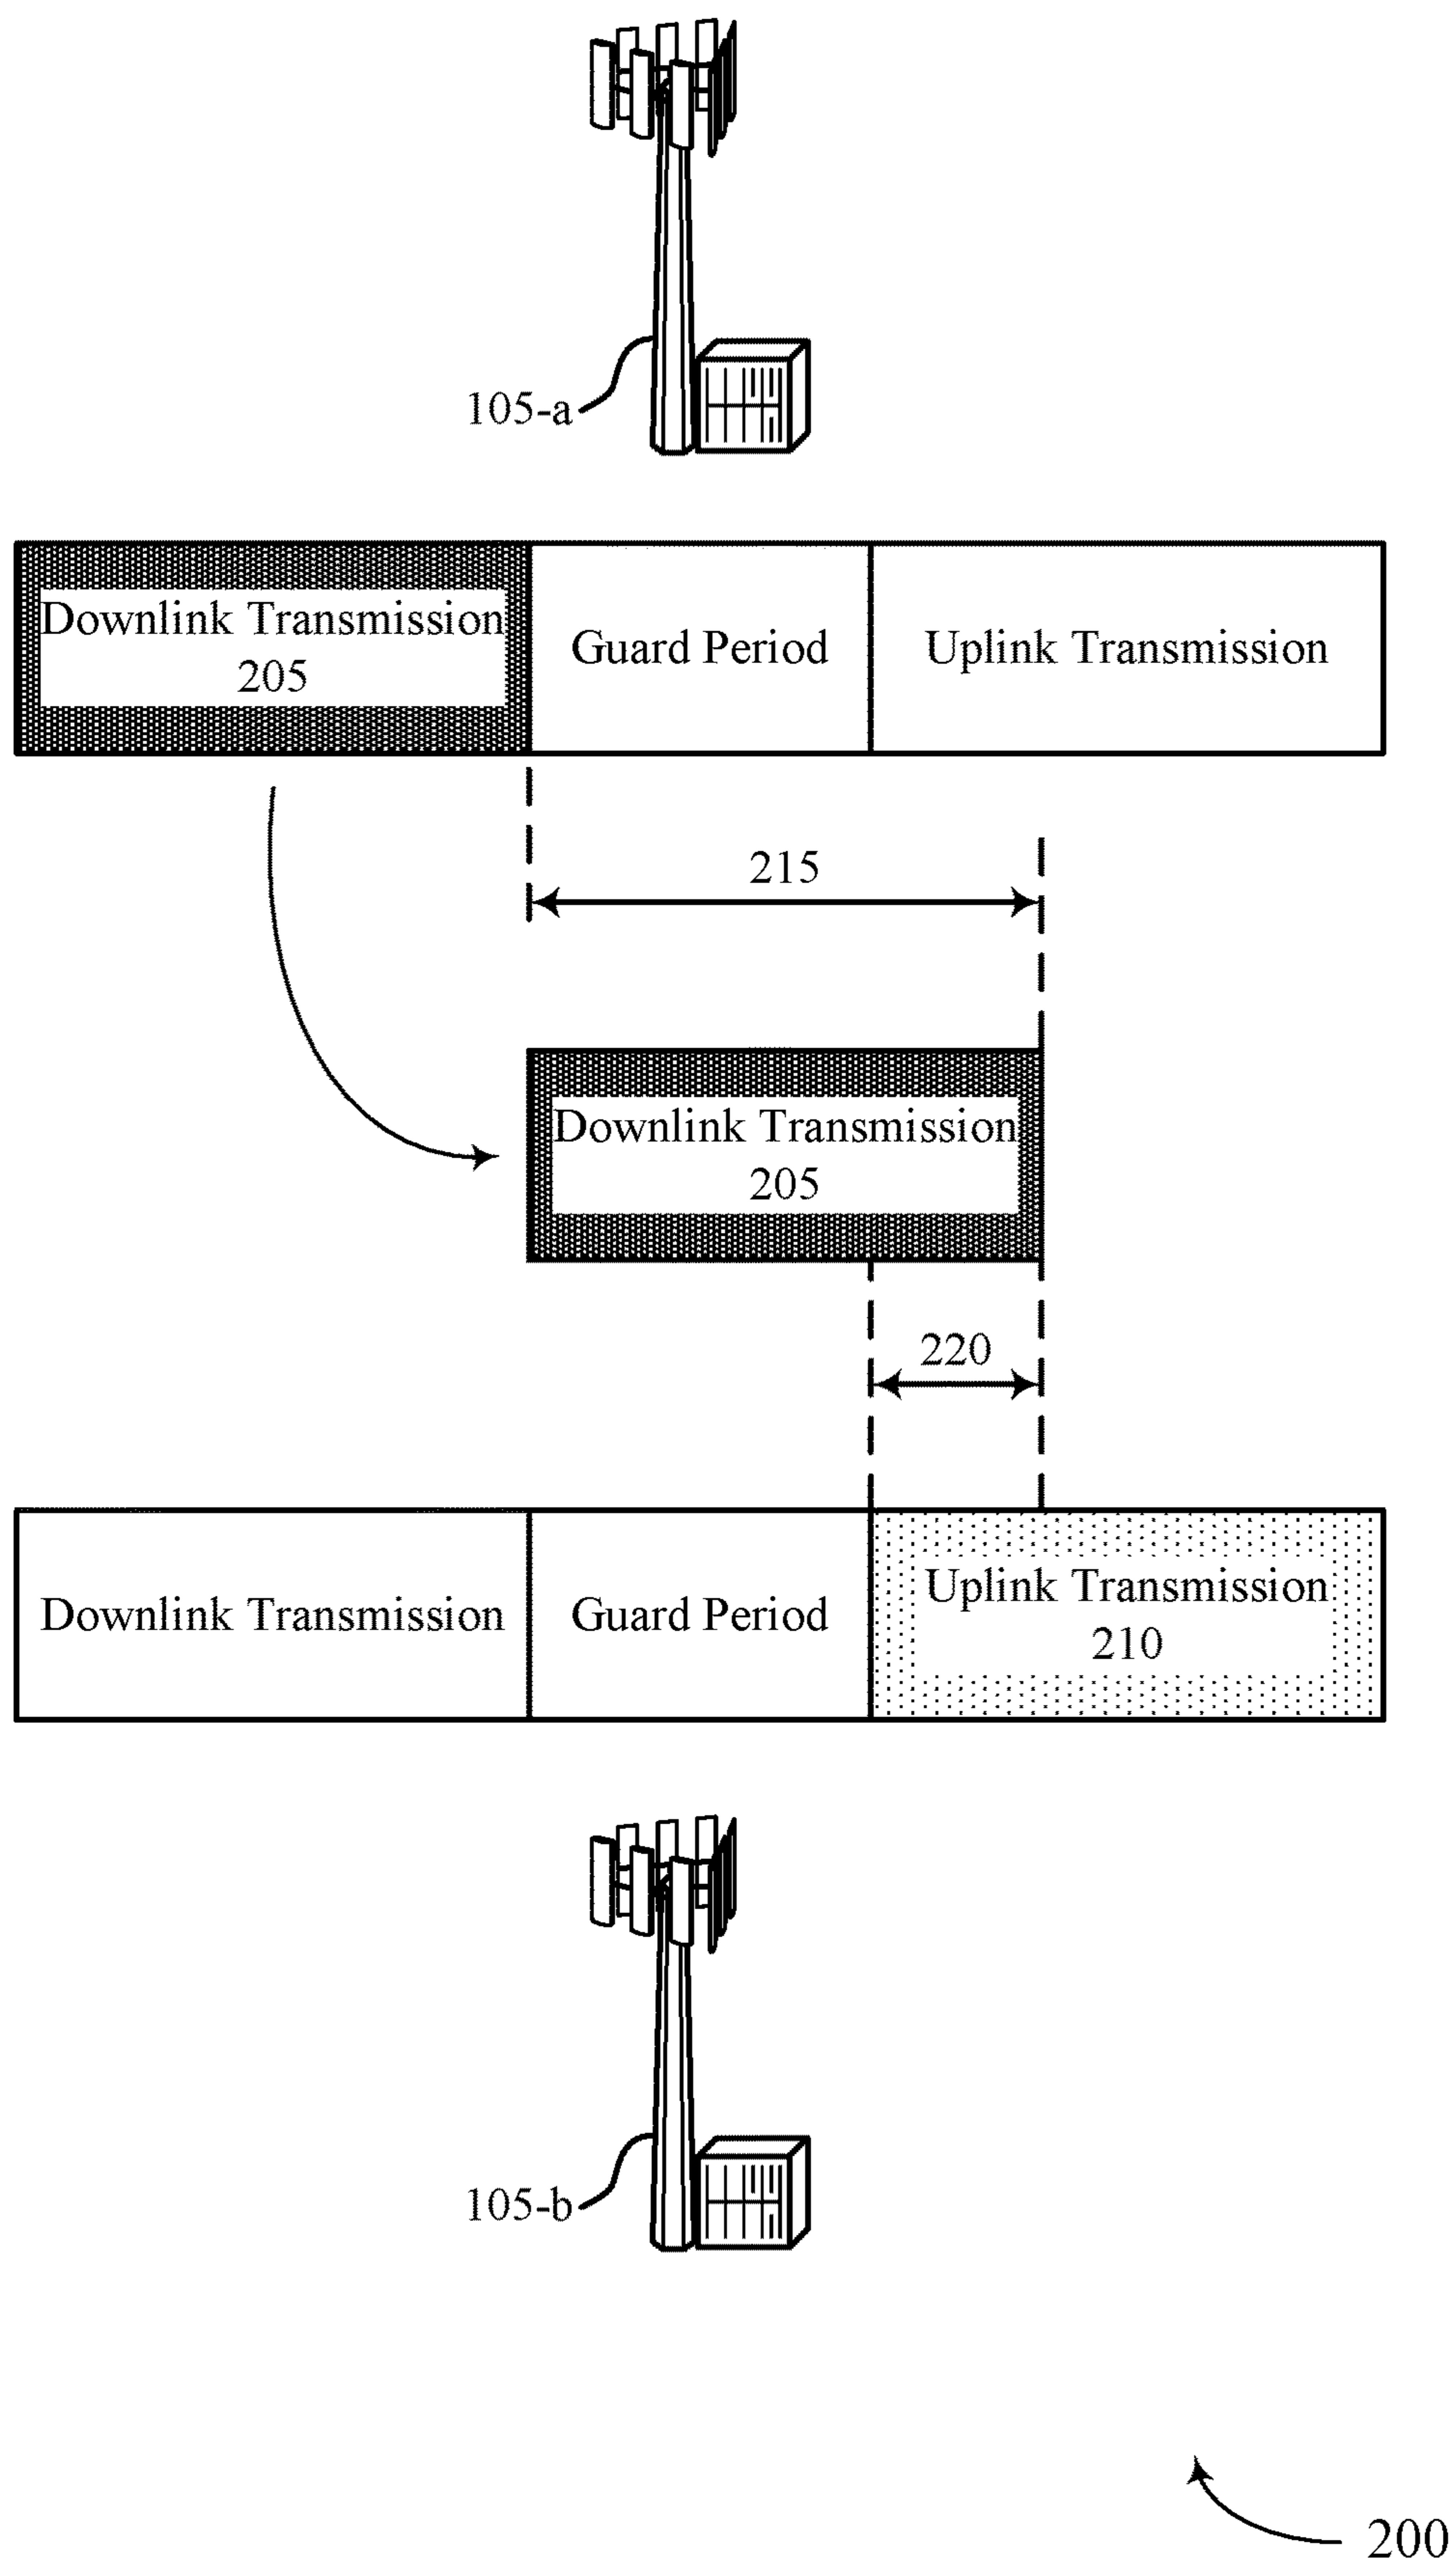 105-a
Downlink Transmission
205
Guard Period
Uplink Transmission
215
Downlink Transmission
205
220
Downlink Transmission
Guard Period
Uplink Transmission
210
105-b
200